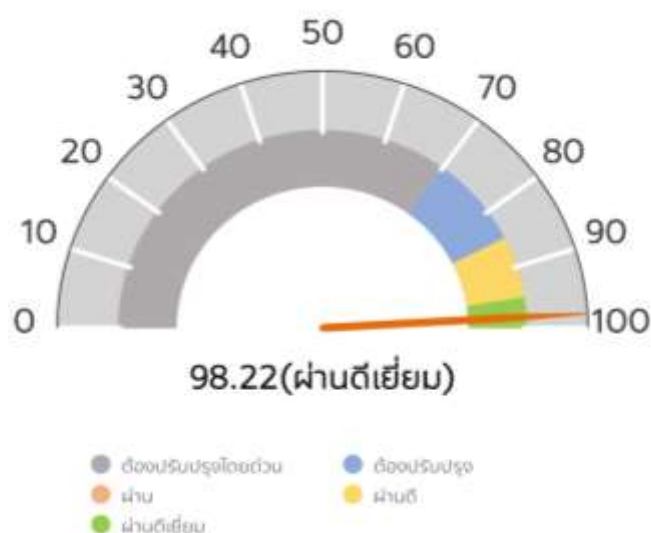 50
40
60
30
70
20
80
10
90
0
100
98.22(ผ่านดีเยี่ยม)
ต้องปรับปรุงโดยด่วน
ต้องปรับปรุง
ผ่าน
ผ่านดี
ผ่านดีเยี่ยม